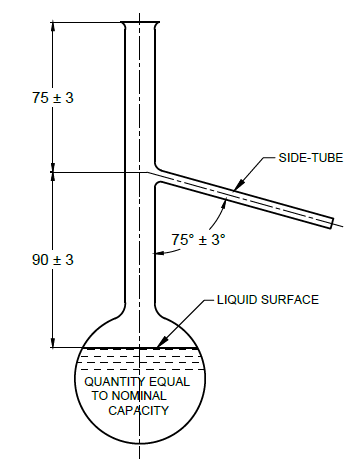 75 ± 3
SIDE-TUBE
75° ± 3°
90 ± 3
LIQUID SURFACE
QUANTITY EQUAL
TO NOMINAL
CAPACITY